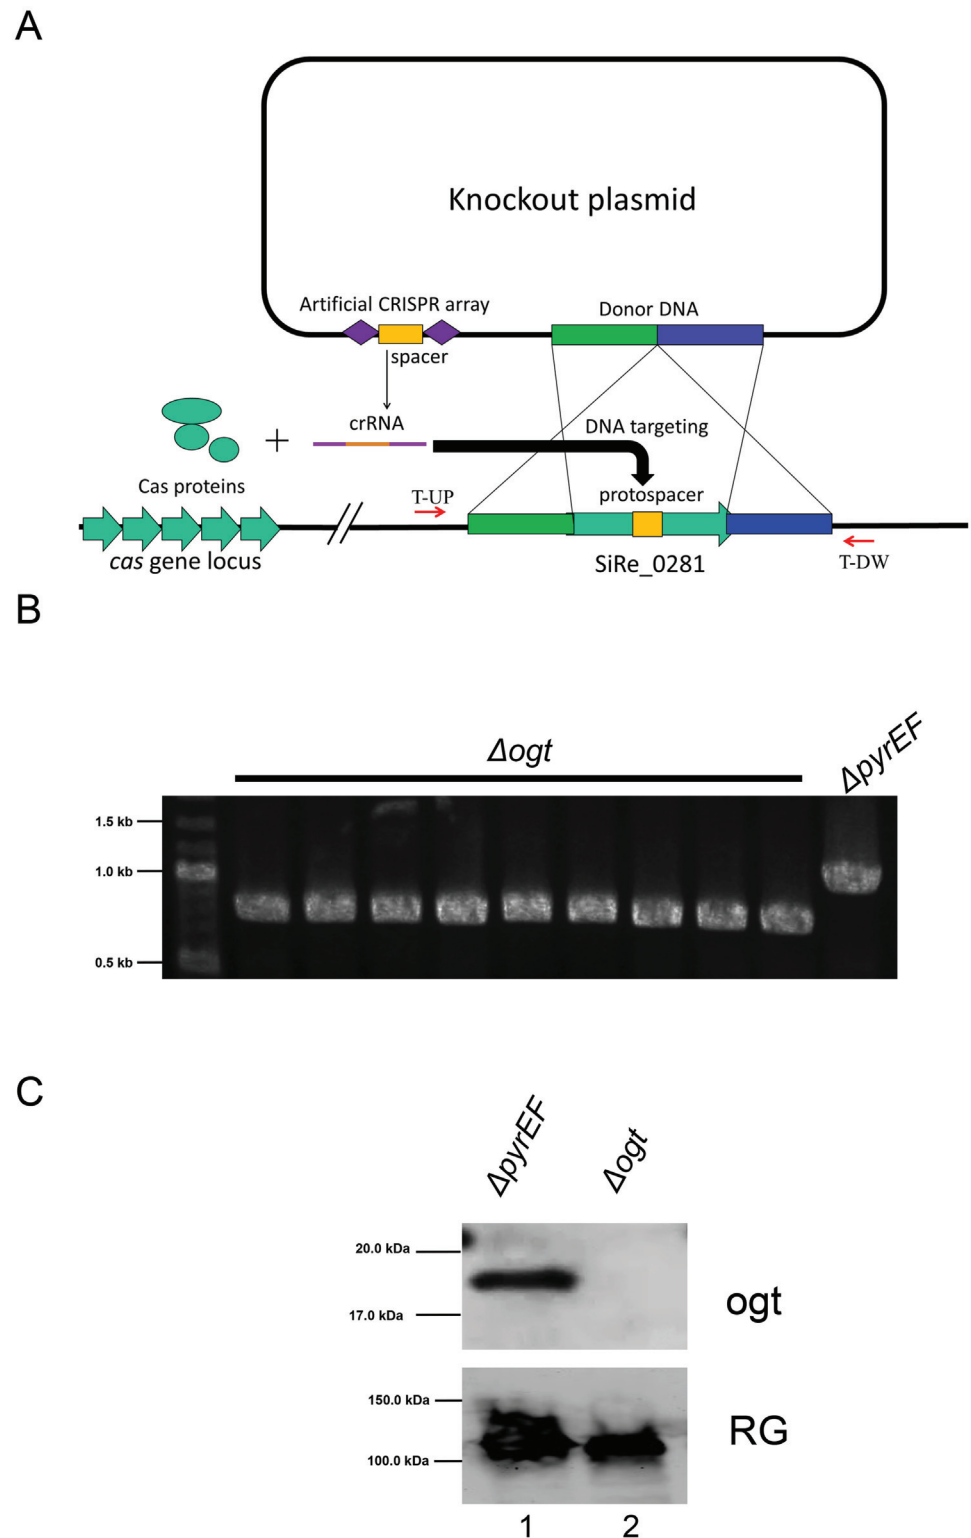 A
Knockout plasmid
Artificial CRISPR array
Donor DNA
spacer
crRNA
DNA targeting
+
Cas proteins
T-UP
protospacer
cas gene locus
SiRe_0281
T-DW
B
Δogt
ΔpyrEF
1.5 kb
1.0 kb
0.5 kb
C
ΔpyrEF
Δogt
20.0 kDa
17.0 kDa
ogt
150.0 kDa
100.0 kDa
RG
1 2